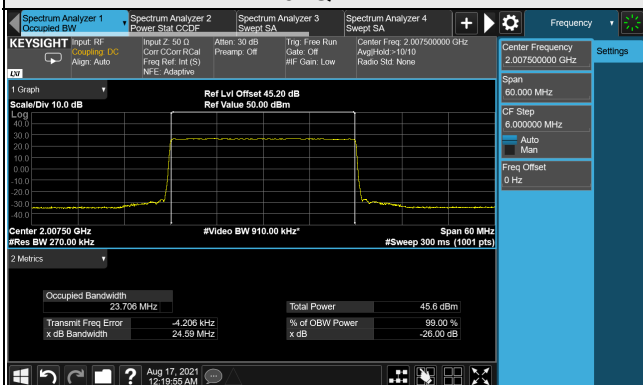 Spectrum Analyzer 1
Occupied BW
Spectrum Analyzer 2
Power Stat CCDF
Spectrum Analyzer 3
Swept SA
Spectrum Analyzer 4
Swept SA
Frequency
KEYSIGHT
Input: RF
Coupling: DC
Align: Auto
Input Z: 50 Ω
Corr CCorr RCal
Freq Ref: Int (S)
NFE: Adaptive
Atten: 30 dB
Preamp: Off
Trig: Free Run
Gate: Off
#IF Gain: Low
Center Freq: 2.007500000 GHz
Avg|Hold:>10/10
Radio Std: None
LXI
Center Frequency
2.007500000 GHz
Settings
Span
60.000 MHz
CF Step
6.000000 MHz
Auto
Man
Freq Offset
0 Hz
1 Graph
Scale/Div 10.0 dB
Ref Lvl Offset 45.20 dB
Ref Value 50.00 dBm
Log
40.0
30.0
20.0
10.0
0.00
-10.0
-20.0
-30.0
-40.0
Center 2.00750 GHz
#Res BW 270.00 kHz
#Video BW 910.00 kHz*
Span 60 MHz
#Sweep 300 ms (1001 pts)
2 Metrics
Occupied Bandwidth
23.706 MHz
Total Power 45.6 dBm
Transmit Freq Error -4.206 kHz
% of OBW Power 99.00 %
x dB Bandwidth 24.59 MHz
x dB -26.00 dB
?
Aug 17, 2021
12:19:55 AM